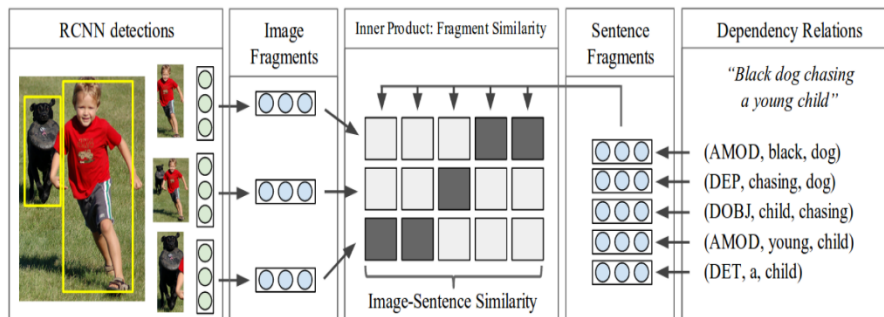 RCNN detections
Image
Fragments
Inner Product: Fragment Similarity
Image-Sentence Similarity
Sentence
Fragments
Dependency Relations
“Black dog chasing
a young child”
(AMOD, black, dog)
(DEP, chasing, dog)
(DOBJ, child, chasing)
(AMOD, young, child)
(DET, a, child)